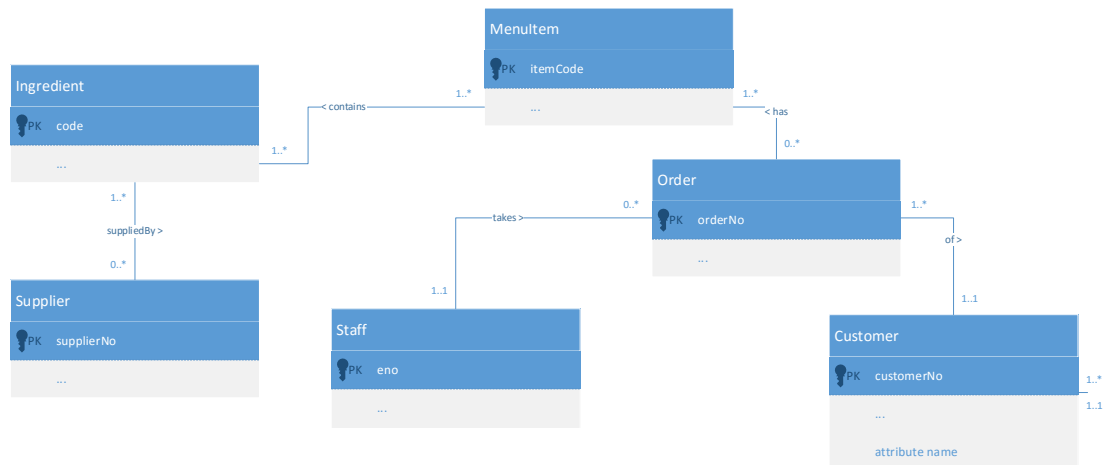 MenuItem
PK itemCode
...
Ingredient
PK code
...
1..*
< contains
1..*
1..*
< has
0..*
Order
PK orderNo
...
1..*
suppliedBy >
0..*
0..*
takes >
1..1
1..*
of >
1..1
Supplier
PK supplierNo
...
Staff
PK eno
...
Customer
PK customerNo
...
attribute name
1..*
1..1